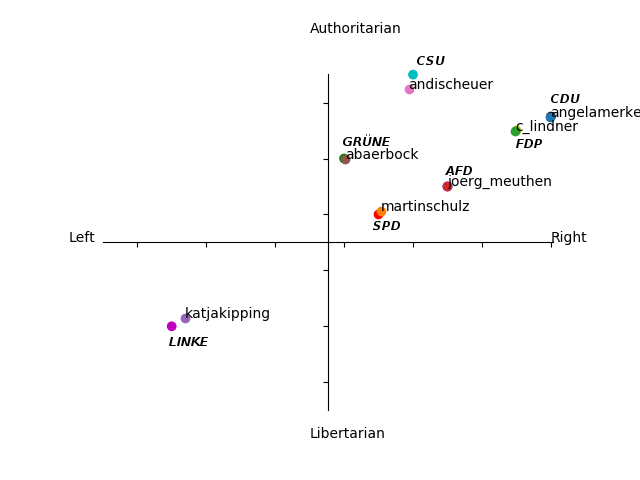 Authoritarian
CSU
andischeuer
CDU
angelamerke
c_lindner
FDP
GRÜNE
abaerbock
AFD
joerg_meuthen
martinschulz
SPD
Left
Right
katjakipping
LINKE
Libertarian